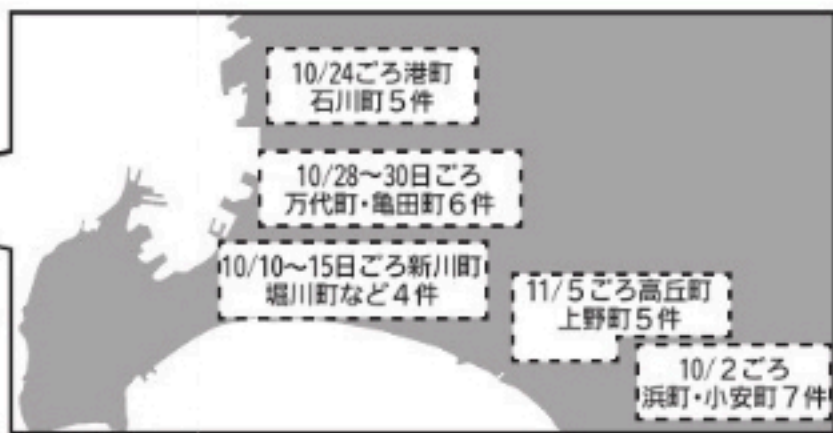 10/24ごろ港町
石川町5件
10/28〜30日ごろ
万代町・亀田町6件
10/10〜15日ごろ新川町
堀川町など4件
11/5ごろ高丘町
上野町5件
10/2ごろ
浜町・小安町7件